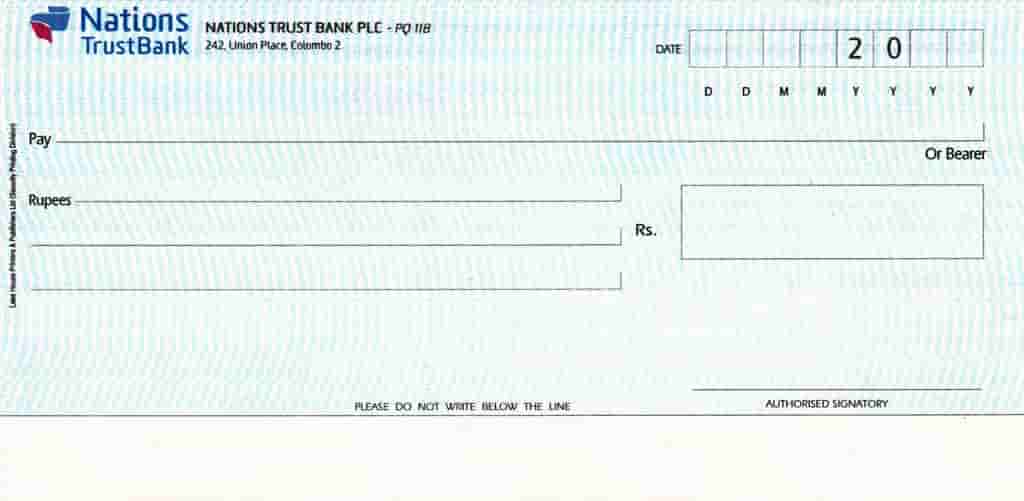 Nations
TrustBank
NATIONS TRUST BANK PLC - PQ 118
242, Union Place, Colombo 2
DATE 2 0
D D M M Y Y Y Y
Pay
Or Bearer
Rupees
Rs.
Lake House Printers & Publishers Ltd (Security Printing Division)
PLEASE DO NOT WRITE BELOW THE LINE
AUTHORISED SIGNATORY